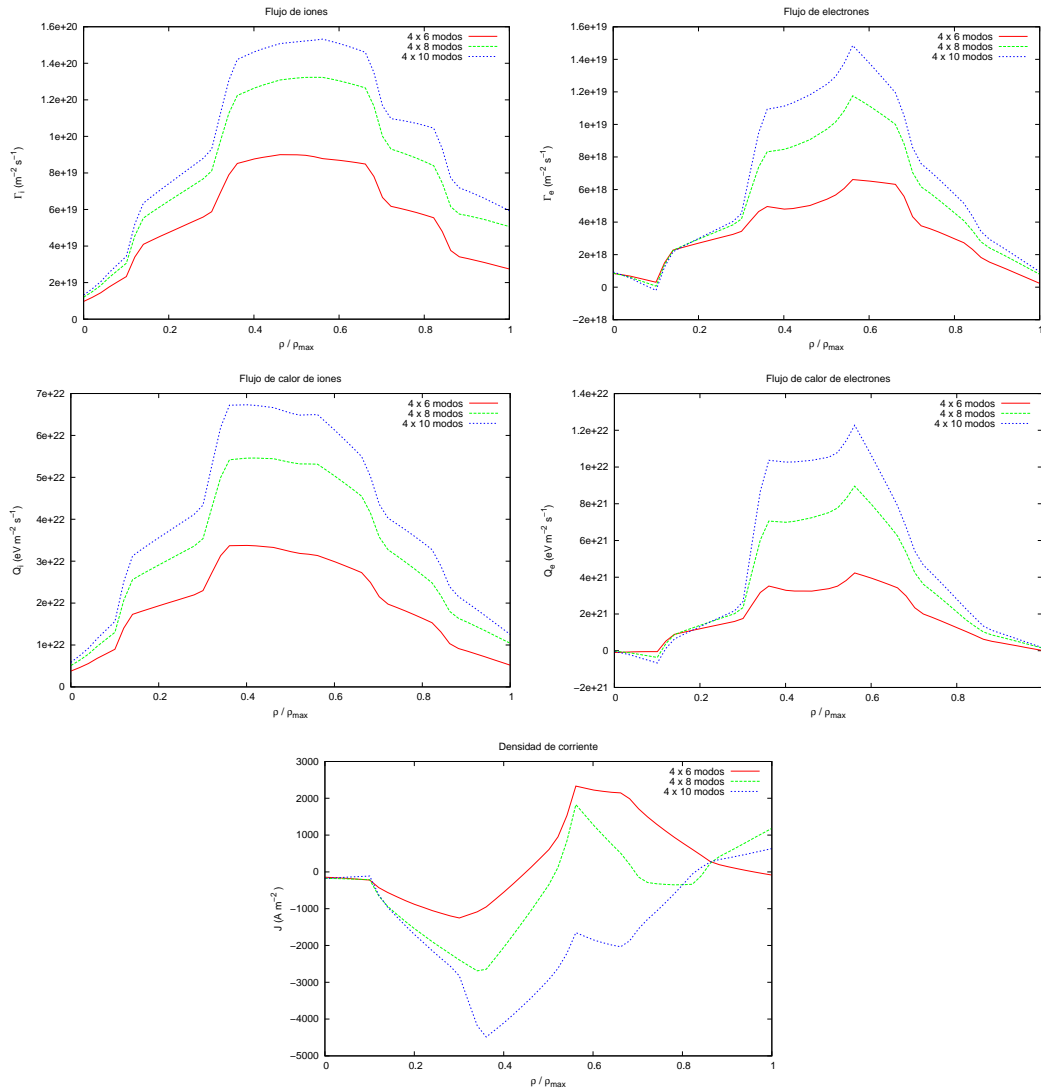 Flujo de iones
1.6e+20
1.4e+20
1.2e+20
1e+20
8e+19
6e+19
4e+19
2e+19
0
0 0.2 0.4 0.6 0.8 1
Γi (m−2 s−1)
ρ / ρmax
4 x 6 modos
4 x 8 modos
4 x 10 modos
Flujo de electrones
1.6e+19
1.4e+19
1.2e+19
1e+19
8e+18
6e+18
4e+18
2e+18
0
−2e+18
0 0.2 0.4 0.6 0.8 1
Γe (m−2 s−1)
ρ / ρmax
4 x 6 modos
4 x 8 modos
4 x 10 modos
Flujo de calor de iones
7e+22
6e+22
5e+22
4e+22
3e+22
2e+22
1e+22
0
0 0.2 0.4 0.6 0.8 1
Qi (eV m−2 s−1)
ρ / ρmax
4 x 6 modos
4 x 8 modos
4 x 10 modos
Flujo de calor de electrones
1.4e+22
1.2e+22
1e+22
8e+21
6e+21
4e+21
2e+21
0
−2e+21
0 0.2 0.4 0.6 0.8 1
Qe (eV m−2 s−1)
ρ / ρmax
4 x 6 modos
4 x 8 modos
4 x 10 modos
Densidad de corriente
3000
2000
1000
0
−1000
−2000
−3000
−4000
−5000
0 0.2 0.4 0.6 0.8 1
J (A m−2)
ρ / ρmax
4 x 6 modos
4 x 8 modos
4 x 10 modos